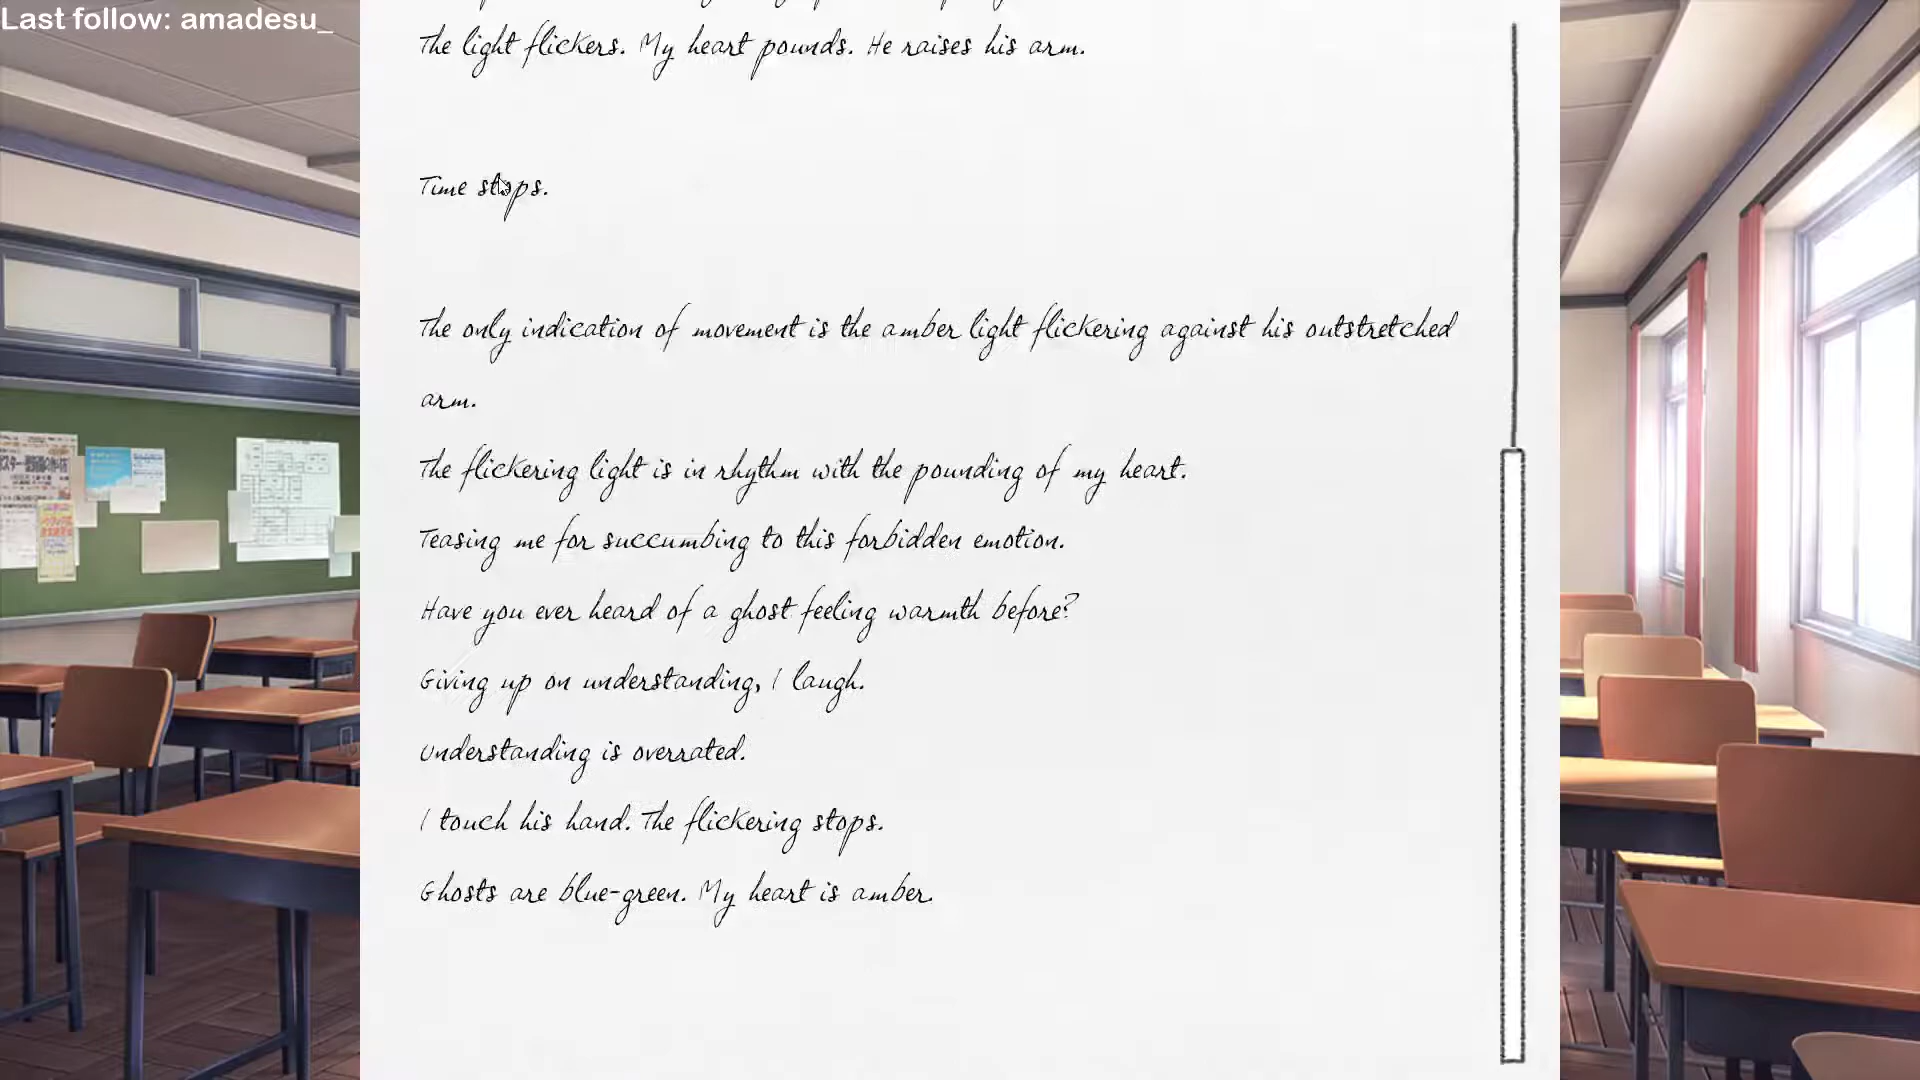 Last follow: amadesu_
The light flickers. My heart pounds. He raises his arm.
Time stops.
The only indication of movement is the amber light flickering against his outstretched
arm.
The flickering light is in rhythm with the pounding of my heart.
Teasing me for succumbing to this forbidden emotion.
Have you ever heard of a ghost feeling warmth before?
Giving up on understanding, I laugh.
Understanding is overrated.
I touch his hand. The flickering stops.
Ghosts are blue-green. My heart is amber.